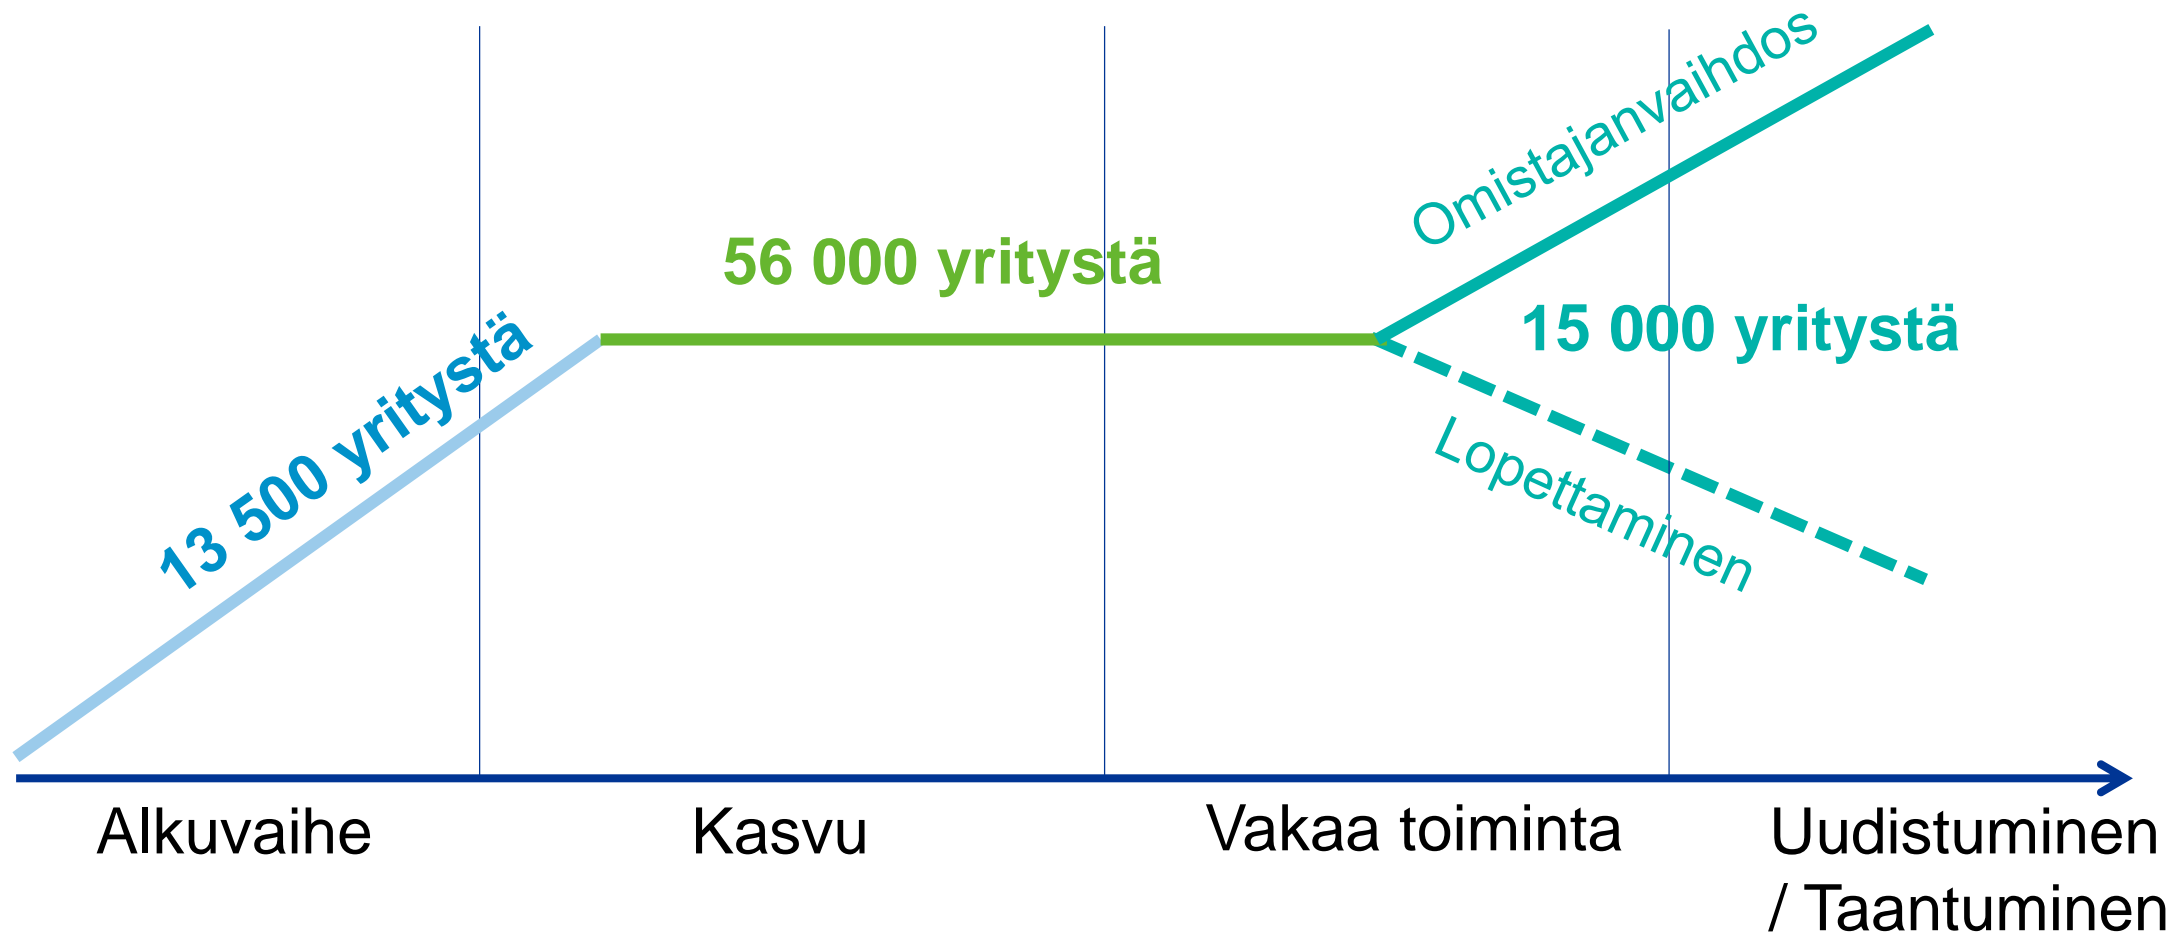 Omistajanvaihdos
56 000 yritystä
15 000 yritystä
13 500 yritystä
Lopettaminen
Alkuvaihe
Kasvu
Vakaa toiminta
Uudistuminen
/ Taantuminen